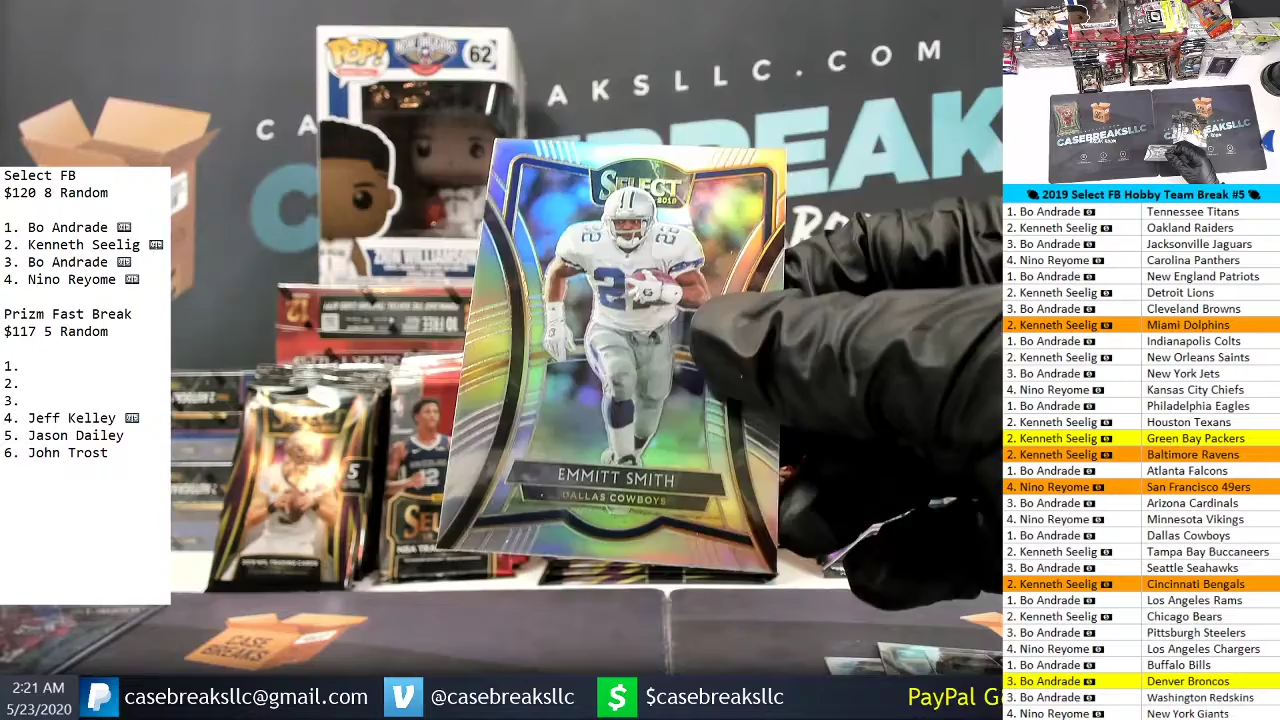 Select FB
$120 8 Random
1. Bo Andrade
2. Kenneth Seelig
3. Bo Andrade
4. Nino Reyome
Prizm Fast Break
$117 5 Random
1.
2.
3.
4. Jeff Kelley
5. Jason Dailey
6. John Trost
POP!
62
CA
AKSLLC.COM
BREAK
SELECT
2019
22
EMMITT SMITH
DALLAS COWBOYS
CASE
BREAKS
CASEBREAKSLLC
2019 Select FB Hobby Team Break #5
1. Bo Andrade Tennessee Titans
2. Kenneth Seelig Oakland Raiders
3. Bo Andrade Jacksonville Jaguars
4. Nino Reyome Carolina Panthers
1. Bo Andrade New England Patriots
2. Kenneth Seelig Detroit Lions
3. Bo Andrade Cleveland Browns
2. Kenneth Seelig Miami Dolphins
1. Bo Andrade Indianapolis Colts
2. Kenneth Seelig New Orleans Saints
3. Bo Andrade New York Jets
4. Nino Reyome Kansas City Chiefs
1. Bo Andrade Philadelphia Eagles
2. Kenneth Seelig Houston Texans
2. Kenneth Seelig Green Bay Packers
2. Kenneth Seelig Baltimore Ravens
1. Bo Andrade Atlanta Falcons
4. Nino Reyome San Francisco 49ers
3. Bo Andrade Arizona Cardinals
4. Nino Reyome Minnesota Vikings
1. Bo Andrade Dallas Cowboys
2. Kenneth Seelig Tampa Bay Buccaneers
3. Bo Andrade Seattle Seahawks
2. Kenneth Seelig Cincinnati Bengals
1. Bo Andrade Los Angeles Rams
2. Kenneth Seelig Chicago Bears
3. Bo Andrade Pittsburgh Steelers
4. Nino Reyome Los Angeles Chargers
1. Bo Andrade Buffalo Bills
3. Bo Andrade Denver Broncos
3. Bo Andrade Washington Redskins
4. Nino Reyome New York Giants
2:21 AM
5/23/2020
casebreaksllc@gmail.com
@casebreaksllc
$casebreaksllc
PayPal G